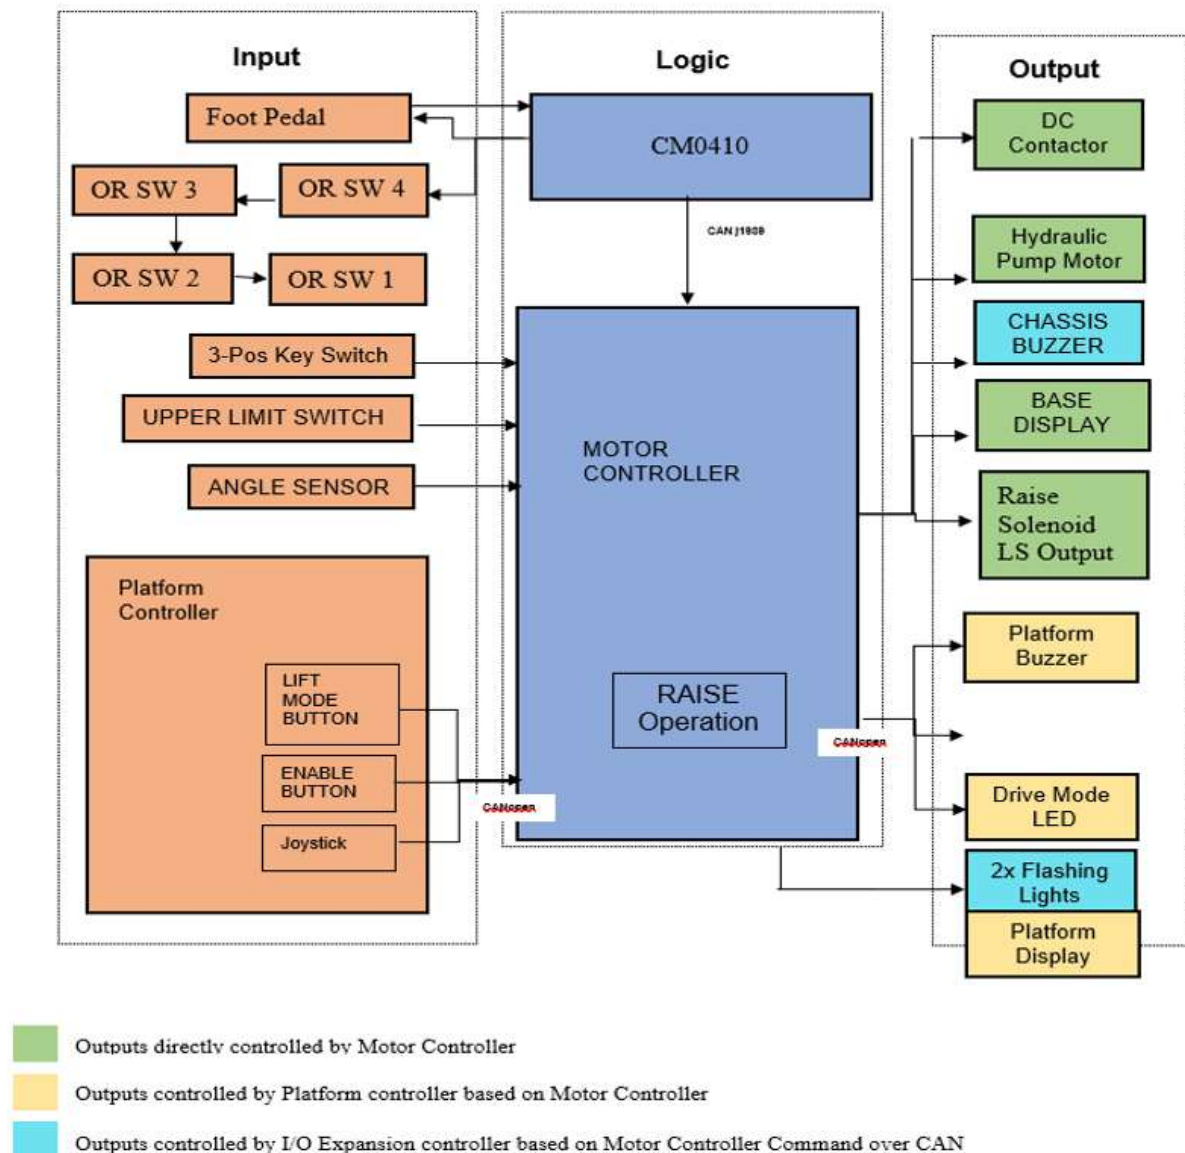 Input
Logic
Output
Foot Pedal
OR SW 3
OR SW 4
OR SW 2
OR SW 1
3-Pos Key Switch
UPPER LIMIT SWITCH
ANGLE SENSOR
Platform
Controller
LIFT
MODE
BUTTON
ENABLE
BUTTON
Joystick
CANopen
CM0410
CAN j1939
MOTOR
CONTROLLER
RAISE
Operation
CANopen
DC
Contactor
Hydraulic
Pump Motor
CHASSIS
BUZZER
BASE
DISPLAY
Raise
Solenoid
LS Output
Platform
Buzzer
Drive Mode
LED
2x Flashing
Lights
Platform
Display
Outputs directly controlled by Motor Controller
Outputs controlled by Platform controller based on Motor Controller
Outputs controlled by I/O Expansion controller based on Motor Controller Command over CAN